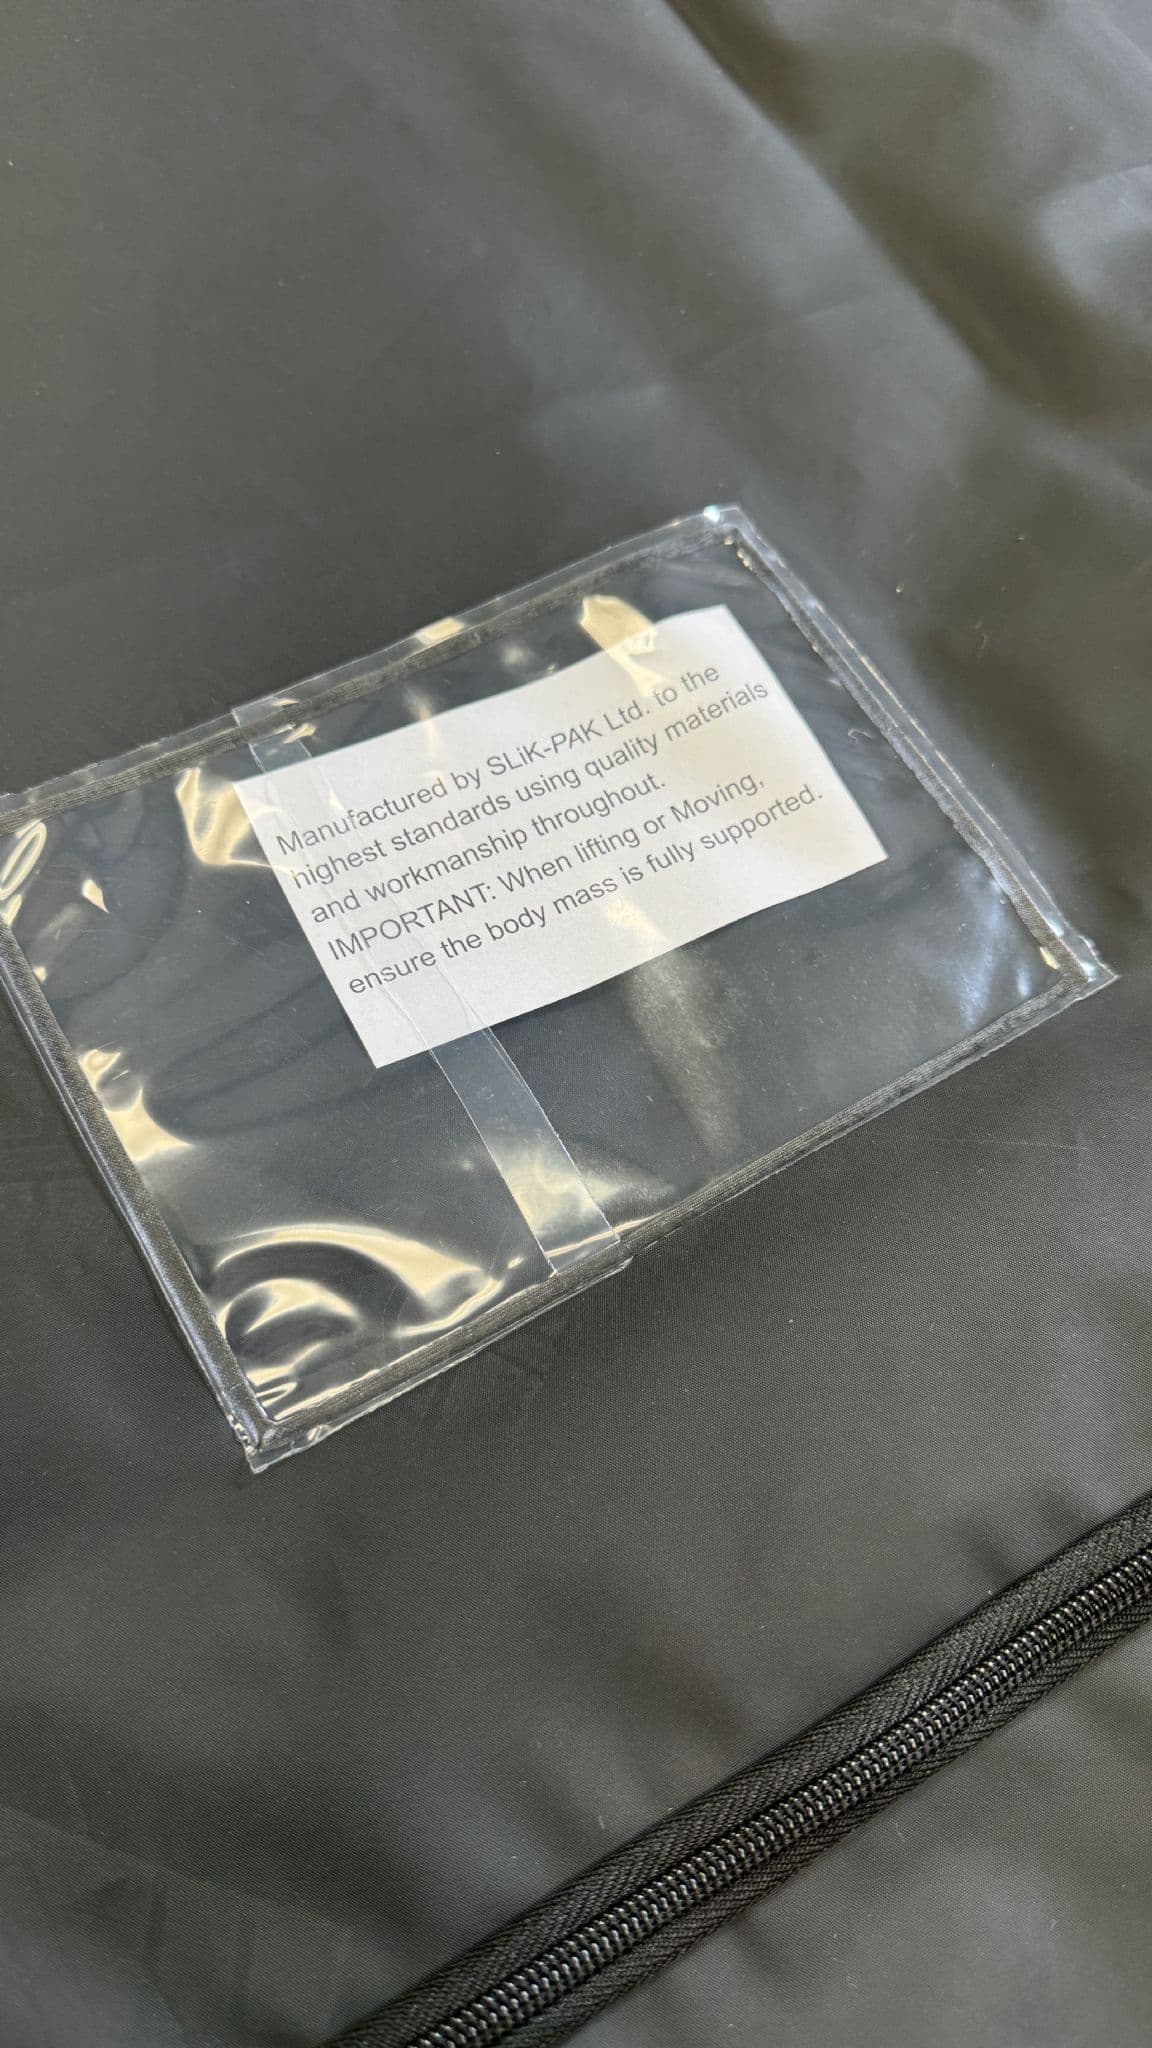 Manufactured by SLiK-PAK Ltd. to the
highest standards using quality materials
and workmanship throughout.
IMPORTANT: When lifting or Moving,
ensure the body mass is fully supported.